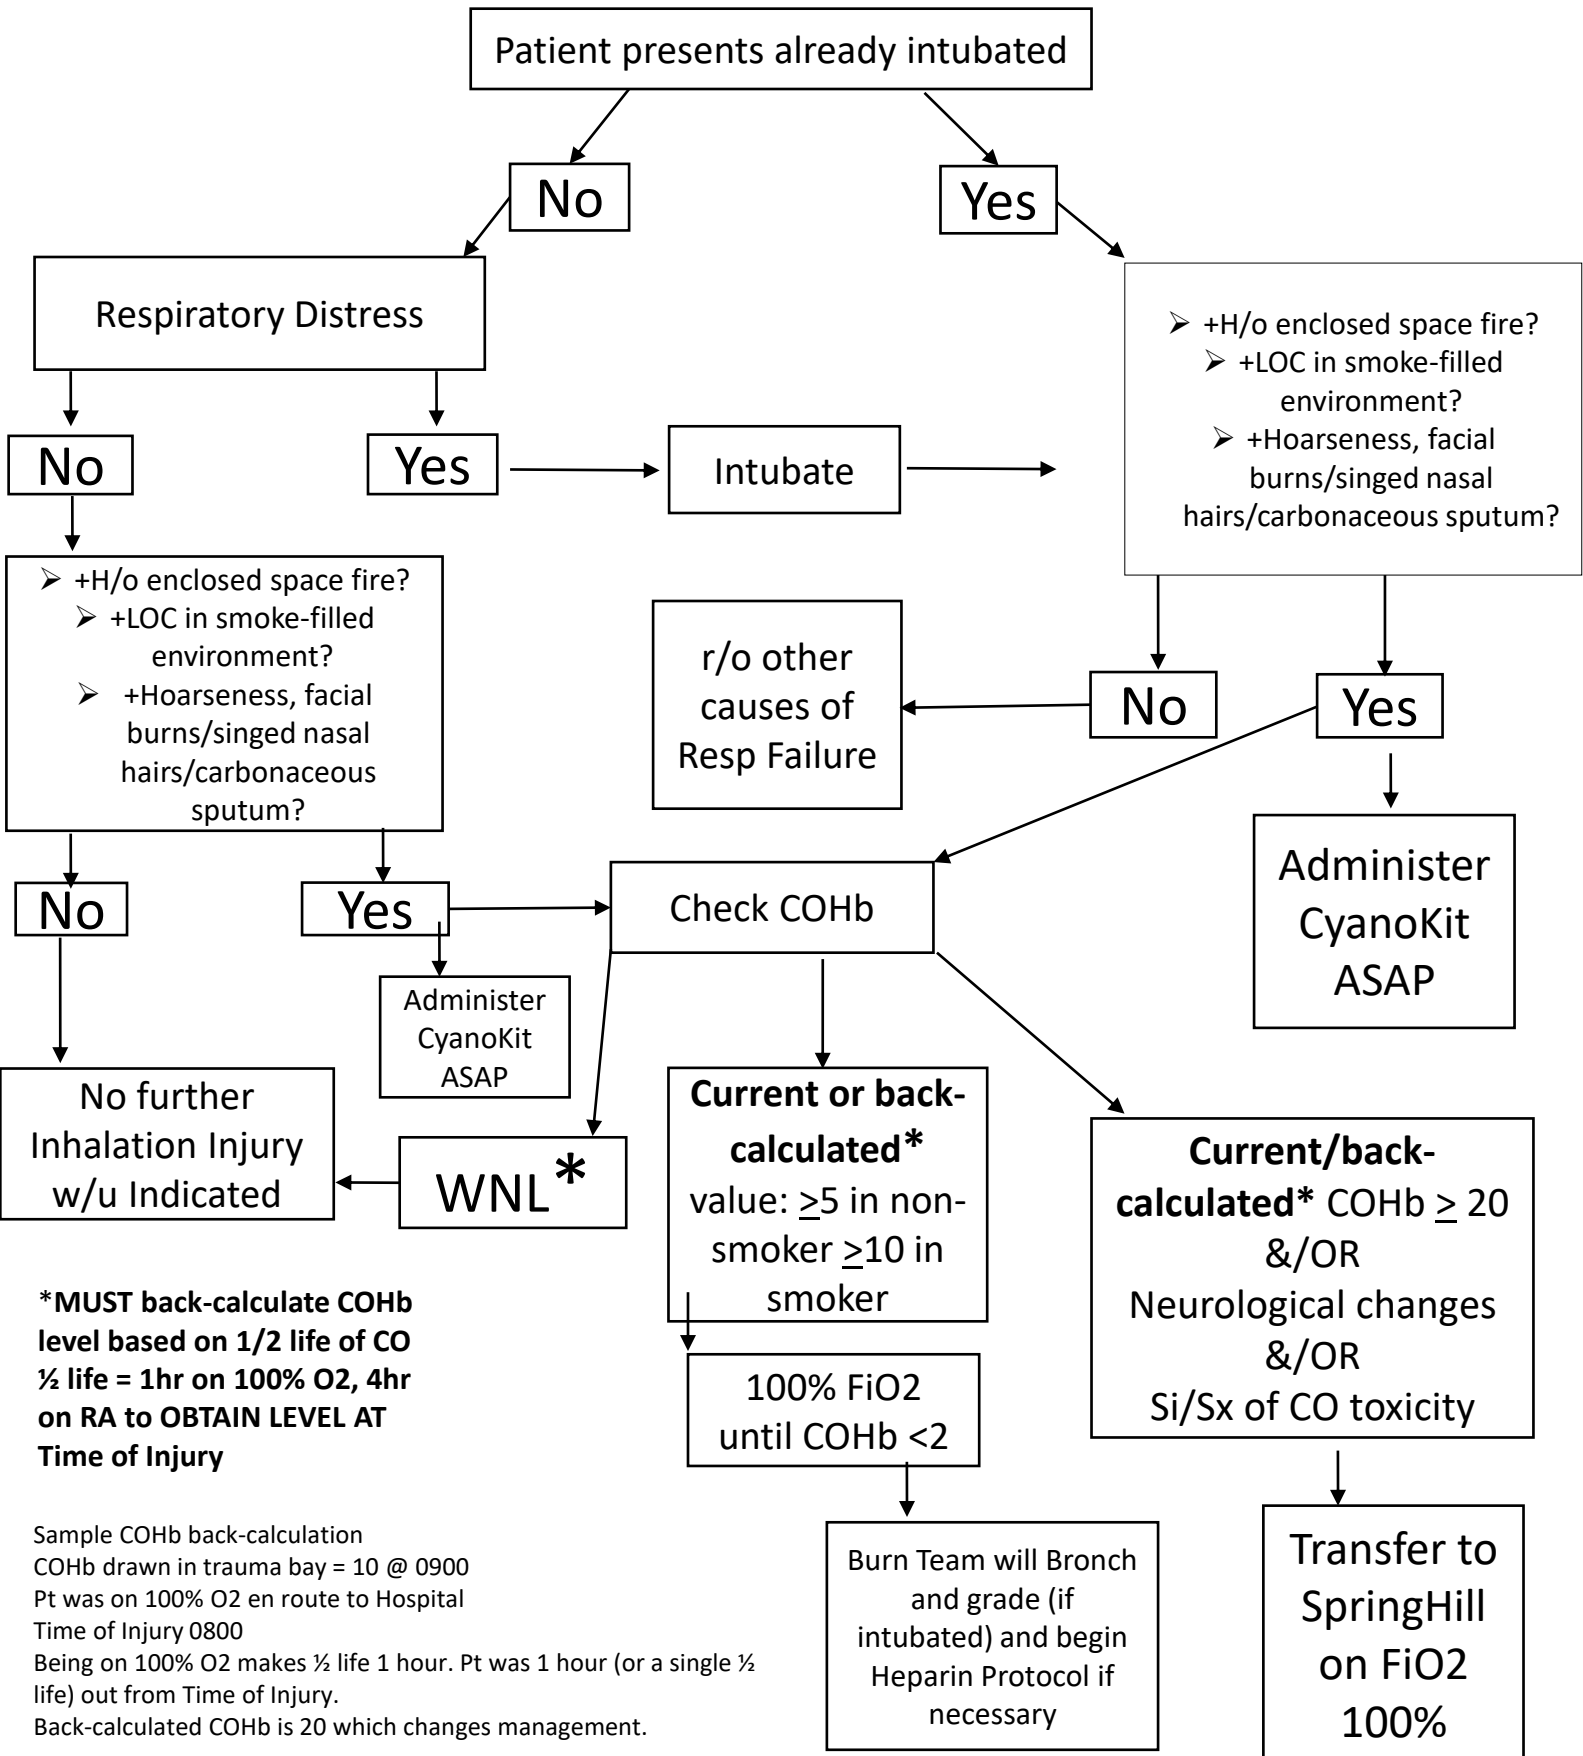 Patient presents already intubated
No
Yes
Respiratory Distress
➢ +H/o enclosed space fire?
➢ +LOC in smoke-filled
environment?
➢ +Hoarseness, facial
burns/singed nasal
hairs/carbonaceous sputum?
No
Yes
Intubate
➢ +H/o enclosed space fire?
➢ +LOC in smoke-filled
environment?
➢ +Hoarseness, facial
burns/singed nasal
hairs/carbonaceous
sputum?
r/o other
causes of
Resp Failure
No
Yes
No
Yes
Check COHb
Administer
CyanoKit
ASAP
Administer
CyanoKit
ASAP
No further
Inhalation Injury
w/u Indicated
WNL*
Current or back-
calculated*
value: ≥5 in non-
smoker ≥10 in
smoker
Current/back-
calculated* COHb ≥ 20
&/OR
Neurological changes
&/OR
Si/Sx of CO toxicity
*MUST back-calculate COHb
level based on 1/2 life of CO
½ life = 1hr on 100% O2, 4hr
on RA to OBTAIN LEVEL AT
Time of Injury
100% FiO2
until COHb <2
Sample COHb back-calculation
COHb drawn in trauma bay = 10 @ 0900
Pt was on 100% O2 en route to Hospital
Time of Injury 0800
Being on 100% O2 makes ½ life 1 hour. Pt was 1 hour (or a single ½
life) out from Time of Injury.
Back-calculated COHb is 20 which changes management.
Burn Team will Bronch
and grade (if
intubated) and begin
Heparin Protocol if
necessary
Transfer to
SpringHill
on FiO2
100%